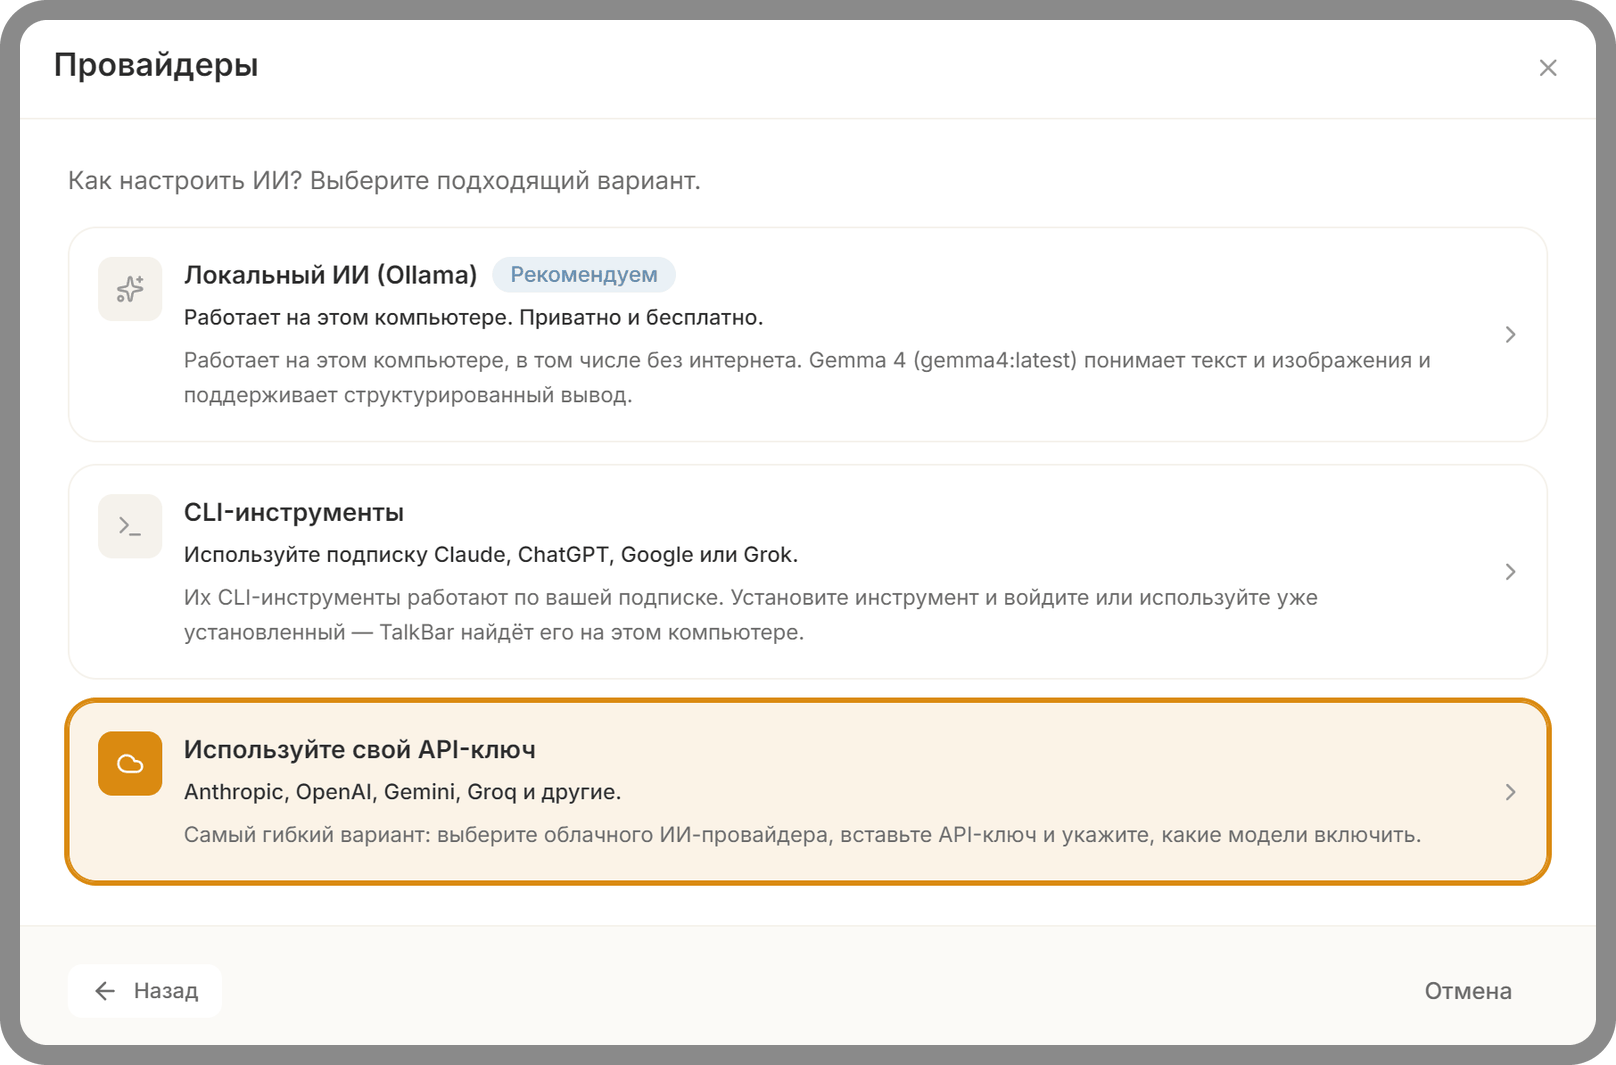 Провайдеры
Как настроить ИИ? Выберите подходящий вариант.
Локальный ИИ (Ollama) Рекомендуем
Работает на этом компьютере. Приватно и бесплатно.
Работает на этом компьютере, в том числе без интернета. Gemma 4 (gemma4:latest) понимает текст и изображения и
поддерживает структурированный вывод.
CLI-инструменты
Используйте подписку Claude, ChatGPT, Google или Grok.
Их CLI-инструменты работают по вашей подписке. Установите инструмент и войдите или используйте уже
установленный — TalkBar найдёт его на этом компьютере.
Используйте свой API-ключ
Anthropic, OpenAI, Gemini, Groq и другие.
Самый гибкий вариант: выберите облачного ИИ-провайдера, вставьте API-ключ и укажите, какие модели включить.
Назад
Отмена